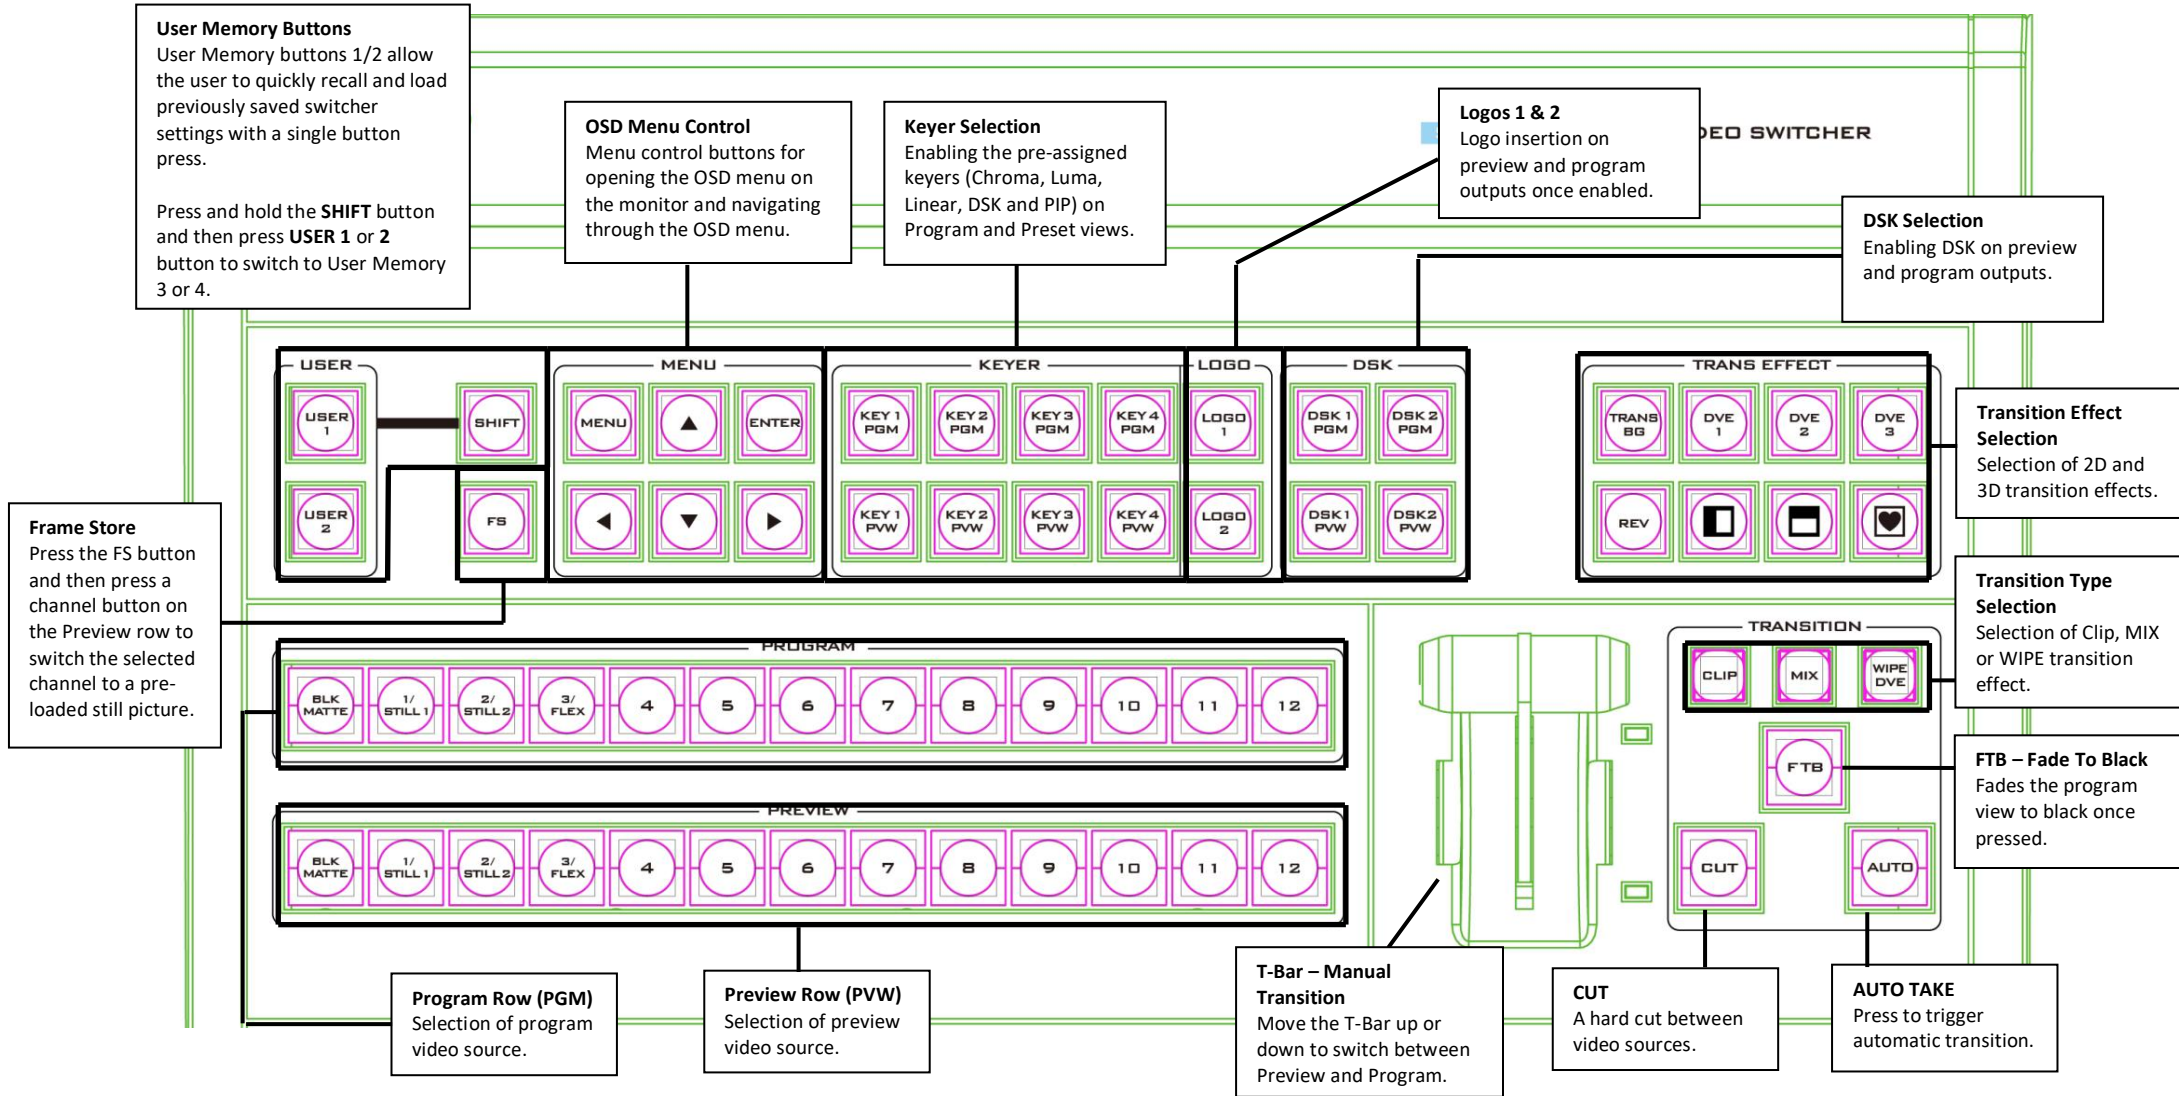 User Memory Buttons
User Memory buttons 1/2 allow
the user to quickly recall and load
previously saved switcher
settings with a single button
press.
Press and hold the SHIFT button
and then press USER 1 or 2
button to switch to User Memory
3 or 4.
OSD Menu Control
Menu control buttons for
opening the OSD menu on
the monitor and navigating
through the OSD menu.
Keyer Selection
Enabling the pre-assigned
keyers (Chroma, Luma,
Linear, DSK and PIP) on
Program and Preset views.
Logos 1 & 2
Logo insertion on
preview and program
outputs once enabled.
SWITCHER
DSK Selection
Enabling DSK on preview
and program outputs.
USER
MENU
KEYER
LOGO
DSK
TRANS EFFECT
USER
1
SHIFT
MENU
▲
ENTER
KEY 1
PGM
KEY 2
PGM
KEY 3
PGM
KEY 4
PGM
LOGO
1
DSK 1
PGM
DSK 2
PGM
TRANS
BG
DVE
1
DVE
2
DVE
3
USER
2
FS
◀
▼
▶
KEY 1
PVW
KEY 2
PVW
KEY 3
PVW
KEY 4
PVW
LOGO
2
DSK 1
PVW
DSK 2
PVW
REV
Transition Effect
Selection
Selection of 2D and
3D transition effects.
Frame Store
Press the FS button
and then press a
channel button on
the Preview row to
switch the selected
channel to a pre-
loaded still picture.
Transition Type
Selection
Selection of Clip, MIX
or WIPE transition
effect.
PROGRAM
BLK
MATTE
1/
STILL 1
2/
STILL 2
3/
FLEX
4
5
6
7
8
9
10
11
12
TRANSITION
CLIP
MIX
WIPE
DVE
FTB
CUT
AUTO
FTB – Fade To Black
Fades the program
view to black once
pressed.
PREVIEW
BLK
MATTE
1/
STILL 1
2/
STILL 2
3/
FLEX
4
5
6
7
8
9
10
11
12
Program Row (PGM)
Selection of program
video source.
Preview Row (PVW)
Selection of preview
video source.
T-Bar – Manual
Transition
Move the T-Bar up or
down to switch between
Preview and Program.
CUT
A hard cut between
video sources.
AUTO TAKE
Press to trigger
automatic transition.